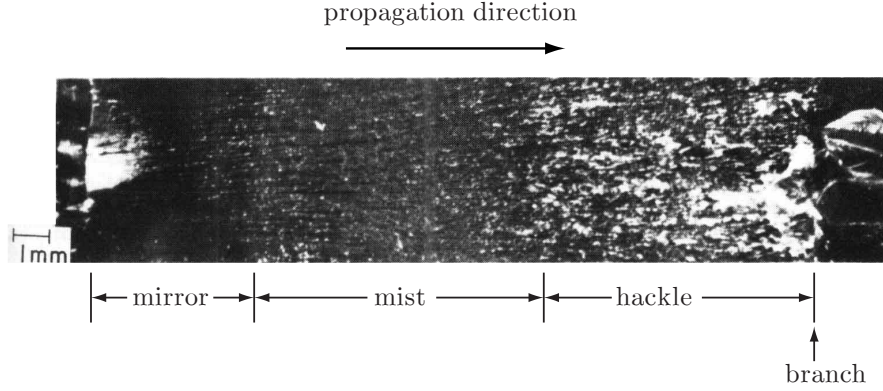 propagation direction
1mm
mirror
mist
hackle
branch